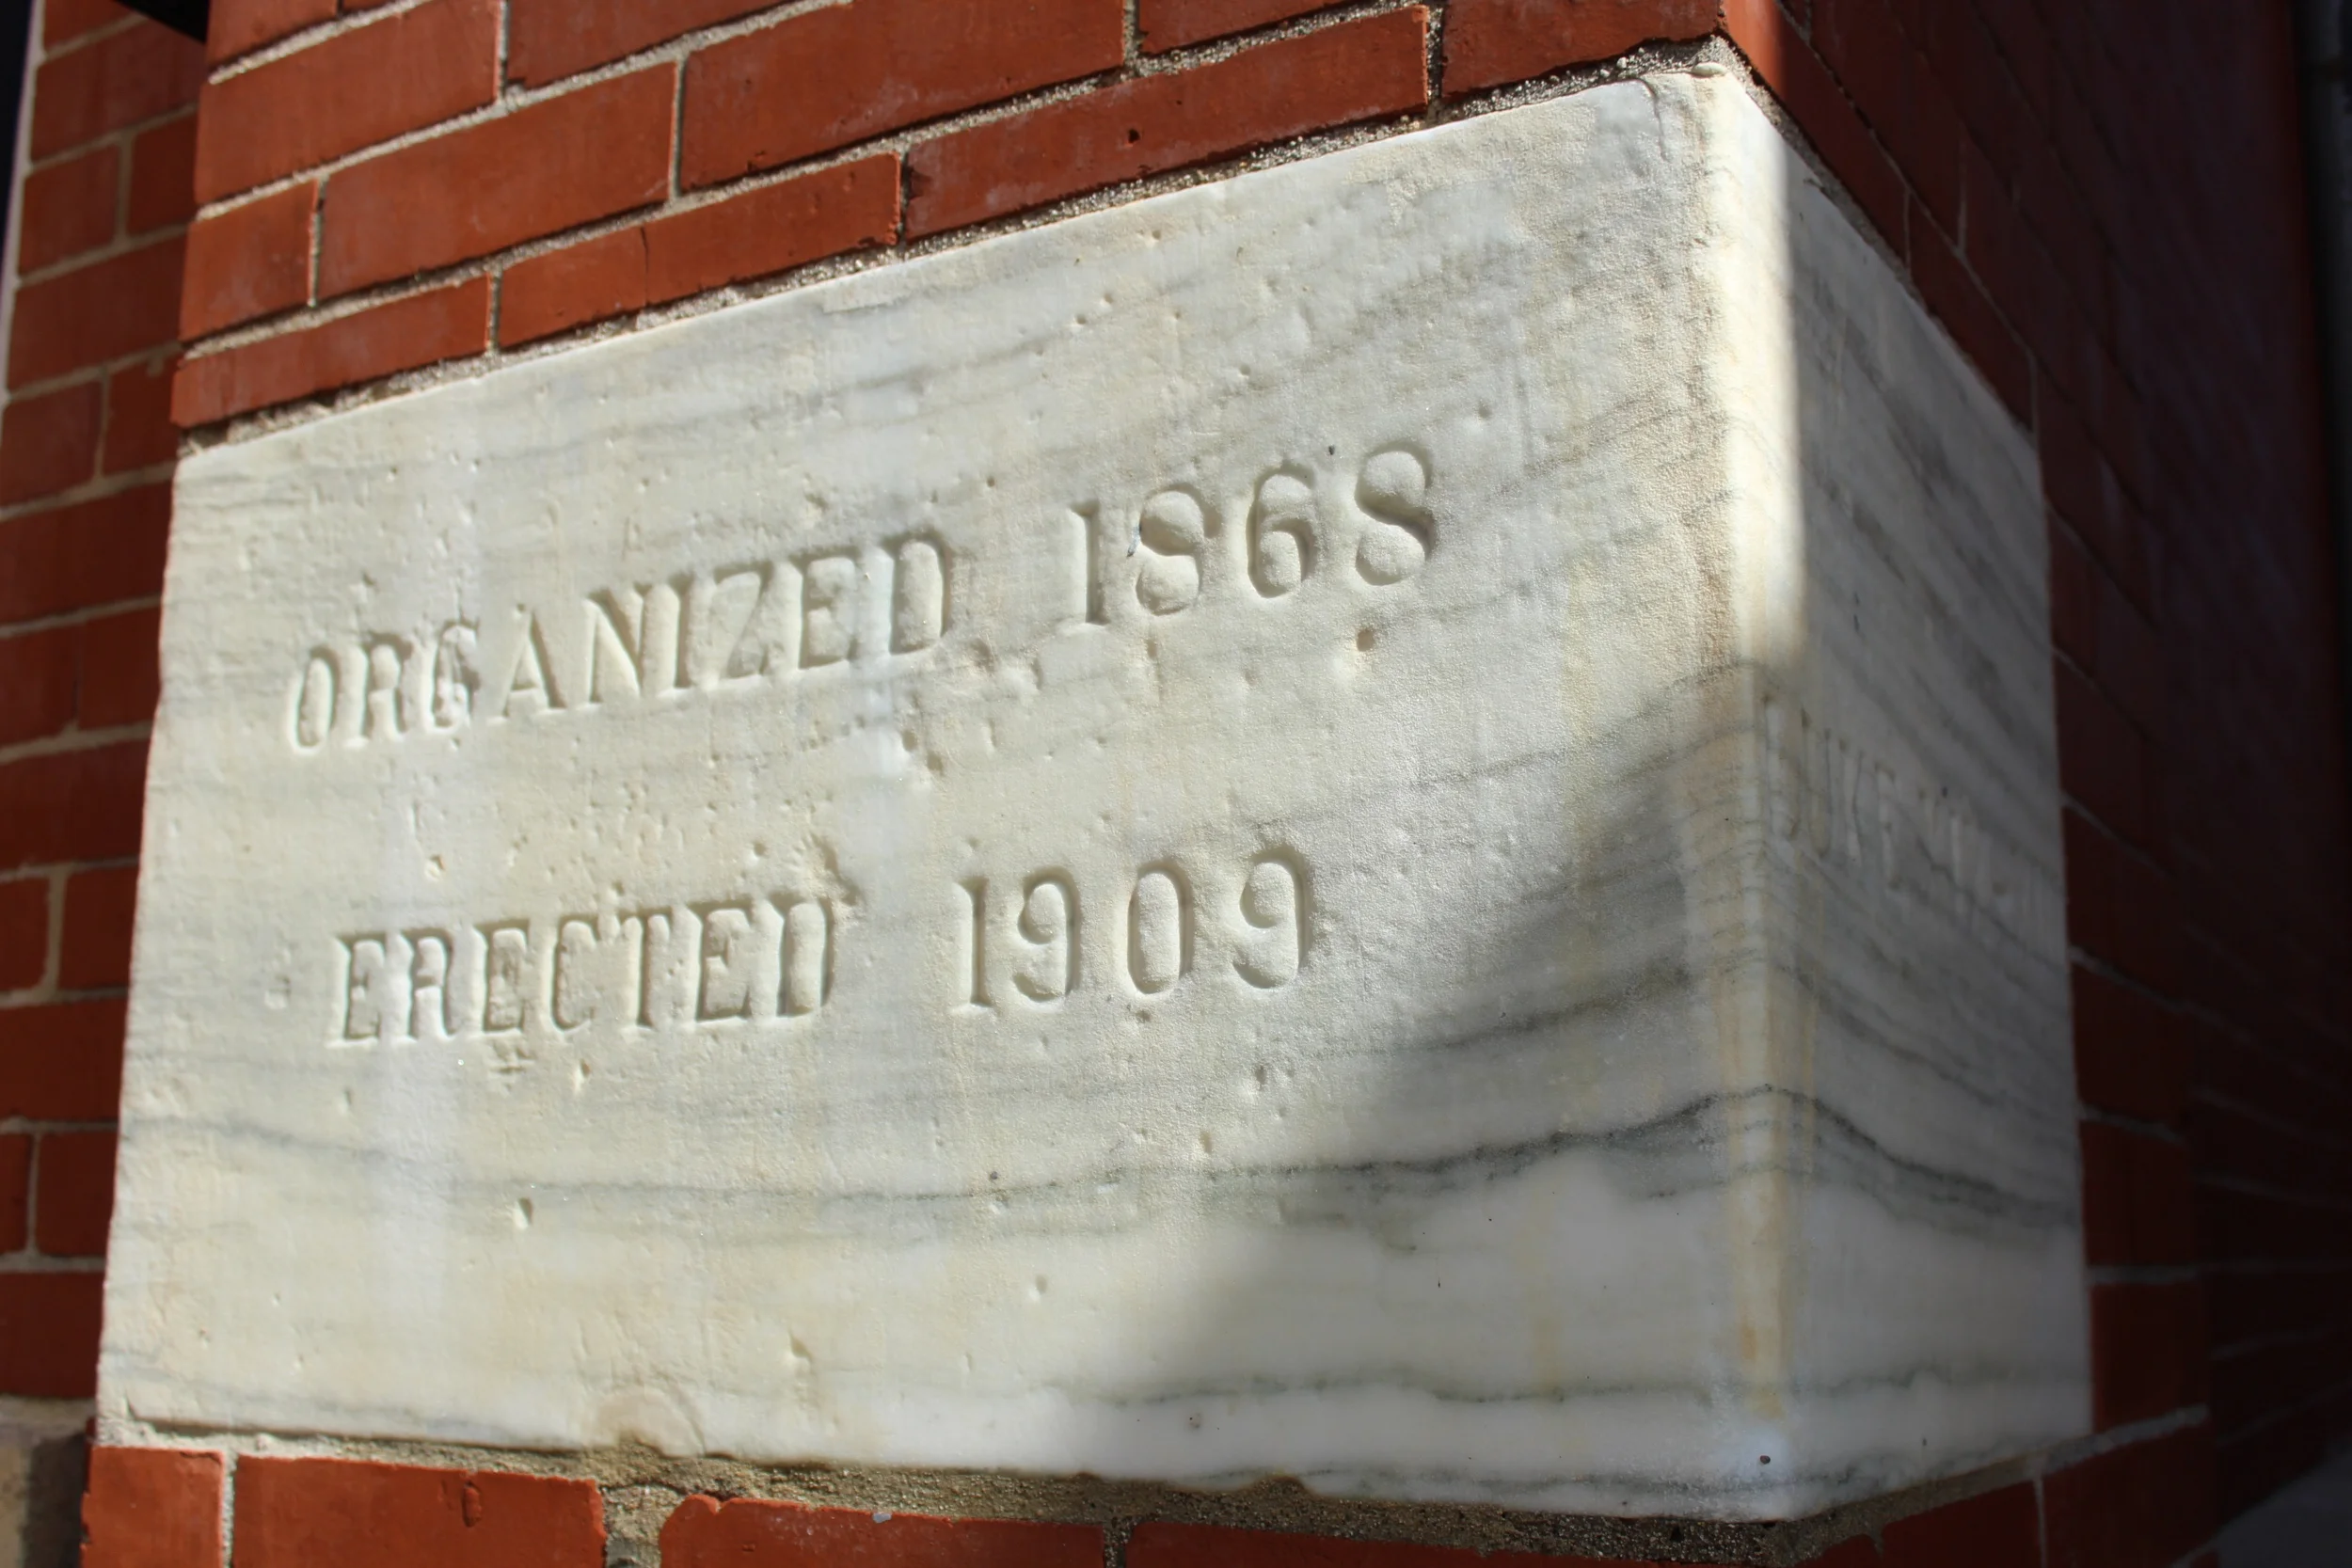 ORGANIZED 1868
ERECTED 1909